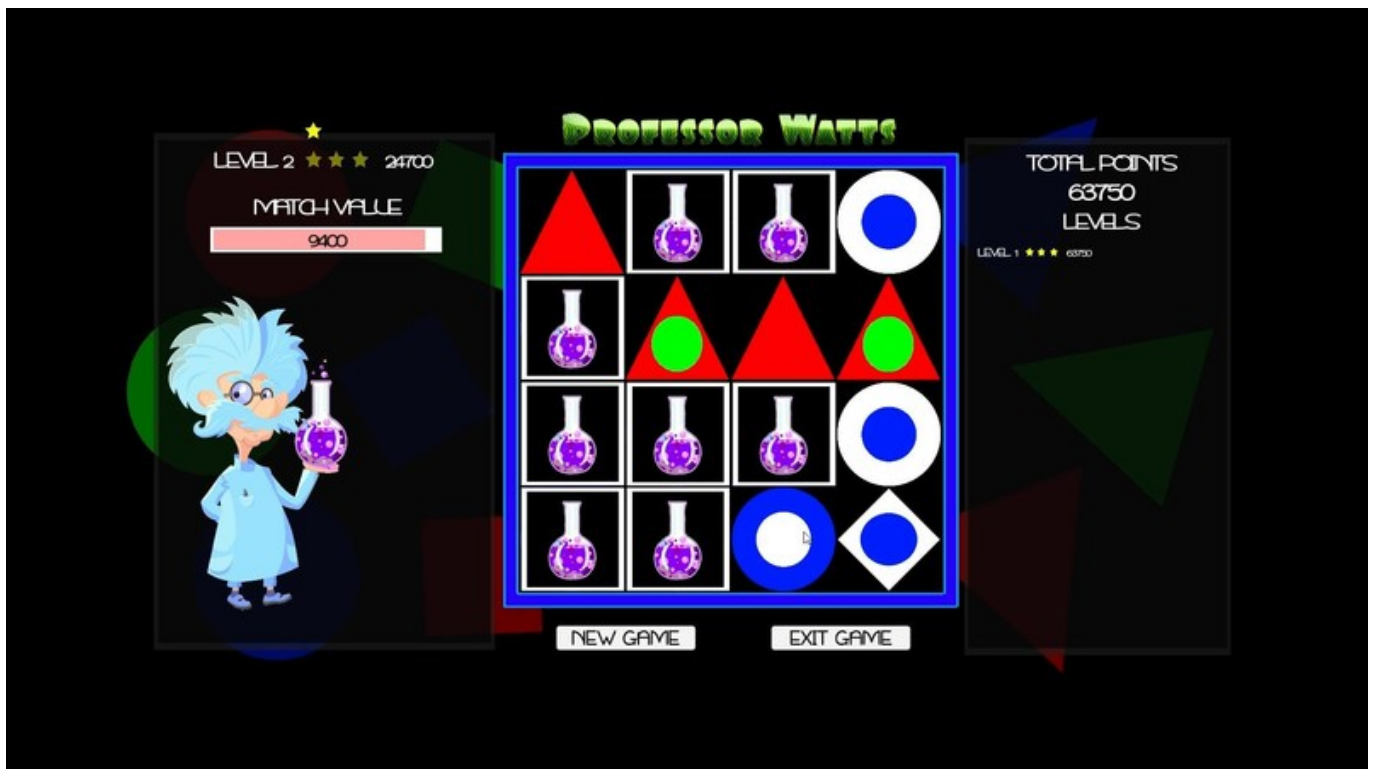 PROFESSOR WATTS
LEVEL 2 24700
MATCH VALUE
9400
TOTAL POINTS
63750
LEVELS
LEVEL 1 63750
NEW GAME
EXIT GAME